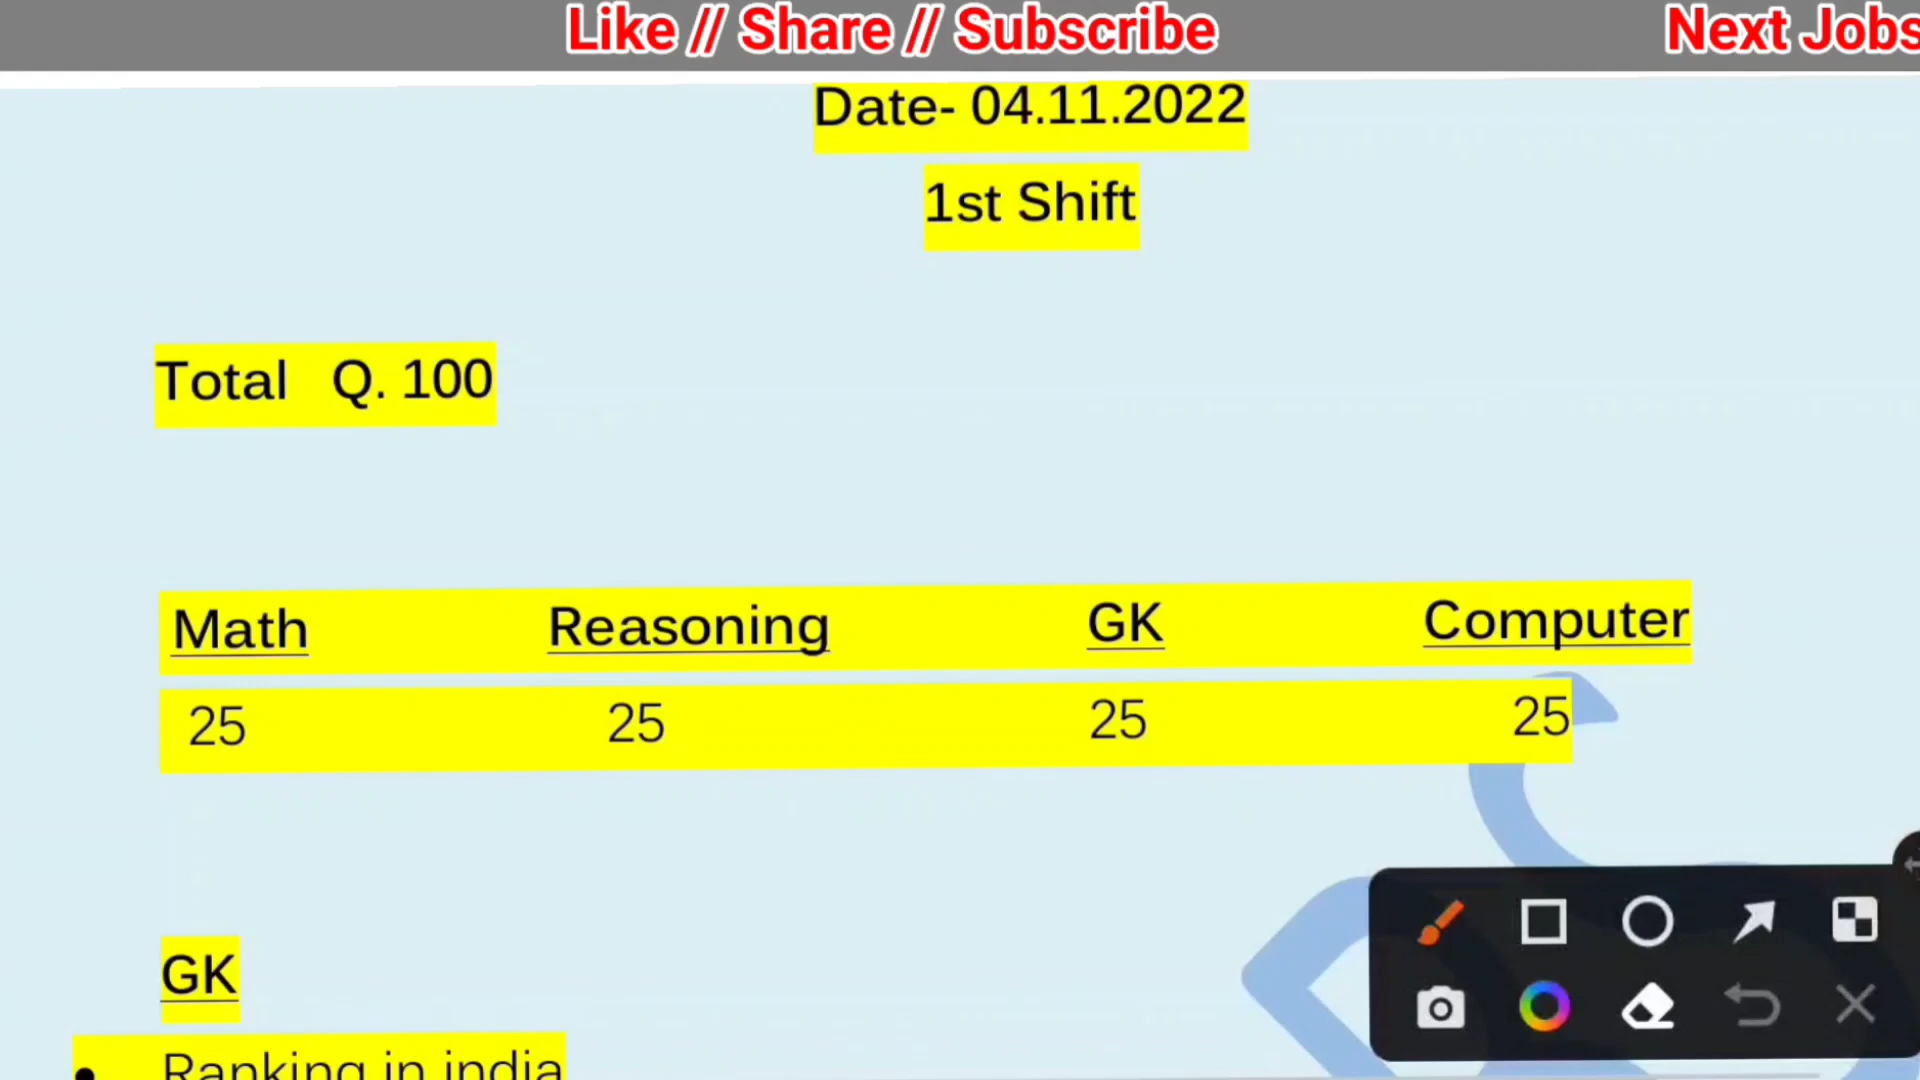 Like // Share // Subscribe Next Jobs
Date- 04.11.2022
1st Shift
Total Q. 100
Math Reasoning GK Computer
25 25 25 25
GK
• Ranking in india